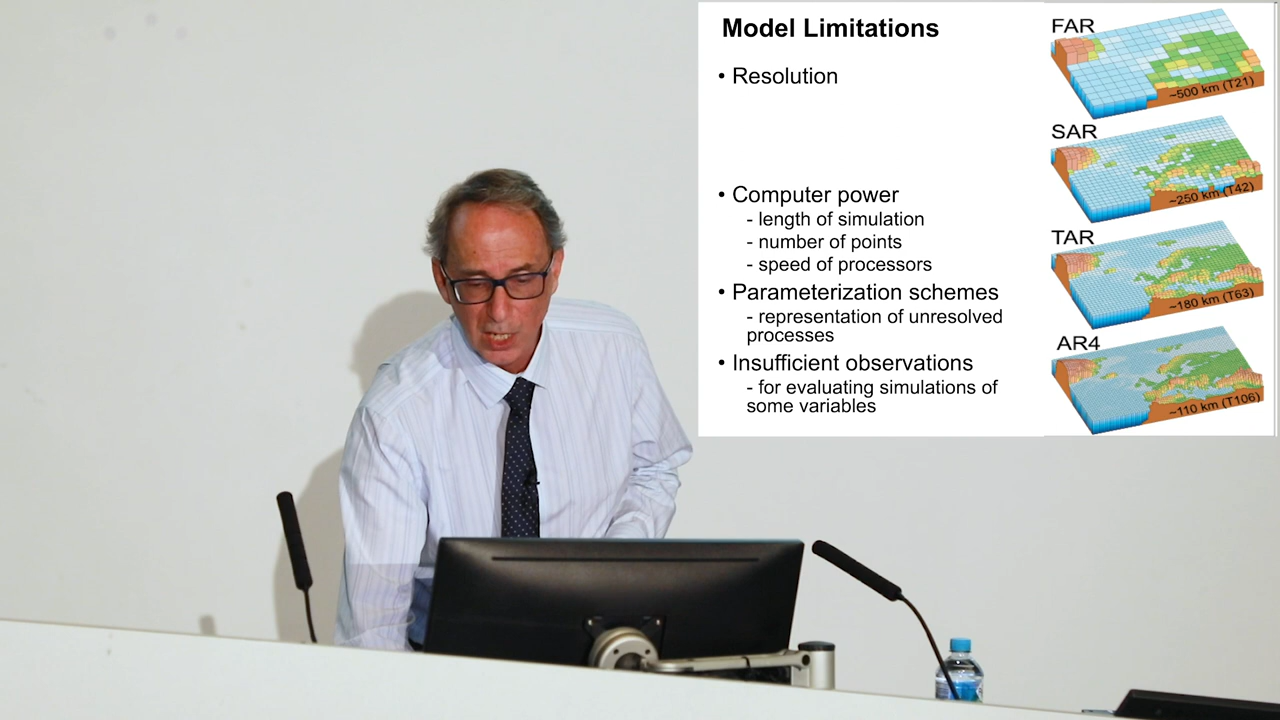 Model Limitations
• Resolution
• Computer power
- length of simulation
- number of points
- speed of processors
• Parameterization schemes
- representation of unresolved
processes
• Insufficient observations
- for evaluating simulations of
some variables
FAR
~500 km (T21)
SAR
~250 km (T42)
TAR
~180 km (T63)
AR4
~110 km (T106)